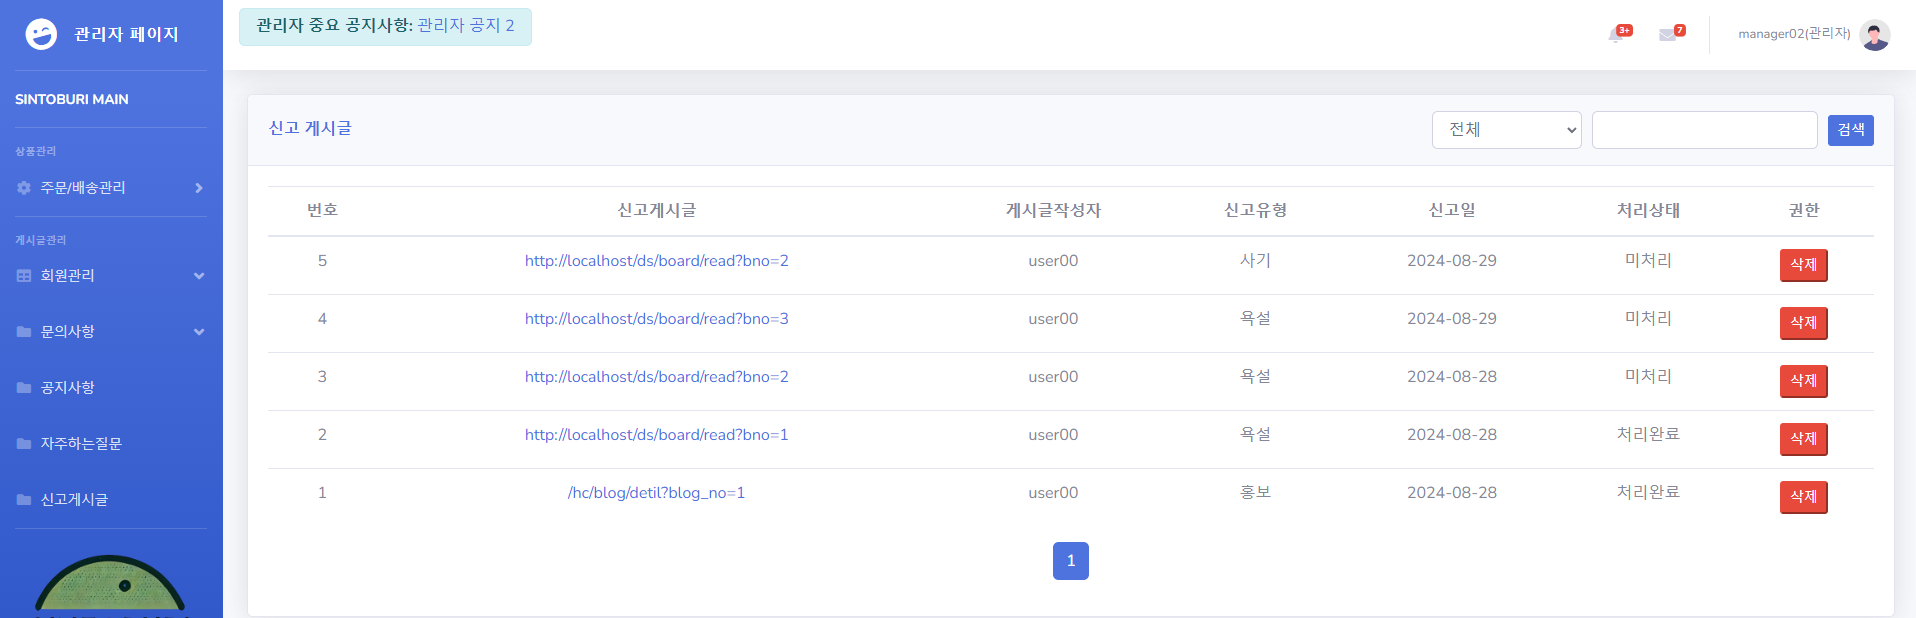 관리자 페이지
SINTOBURI MAIN
상품관리
주문/배송관리
게시글관리
회원관리
문의사항
공지사항
자주하는질문
신고게시글
관리자 중요 공지사항: 관리자 공지 2
3+
7
manager02(관리자)
신고 게시글
전체
검색
번호 신고게시글 게시글작성자 신고유형 신고일 처리상태 권한
5 http://localhost/ds/board/read?bno=2 user00 사기 2024-08-29 미처리 삭제
4 http://localhost/ds/board/read?bno=3 user00 욕설 2024-08-29 미처리 삭제
3 http://localhost/ds/board/read?bno=2 user00 욕설 2024-08-28 미처리 삭제
2 http://localhost/ds/board/read?bno=1 user00 욕설 2024-08-28 처리완료 삭제
1 /hc/blog/detil?blog_no=1 user00 홍보 2024-08-28 처리완료 삭제
1